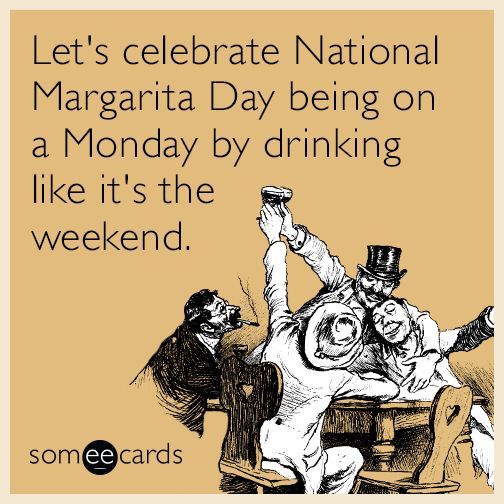 Let's celebrate National
Margarita Day being on
a Monday by drinking
like it's the
weekend.
someecards